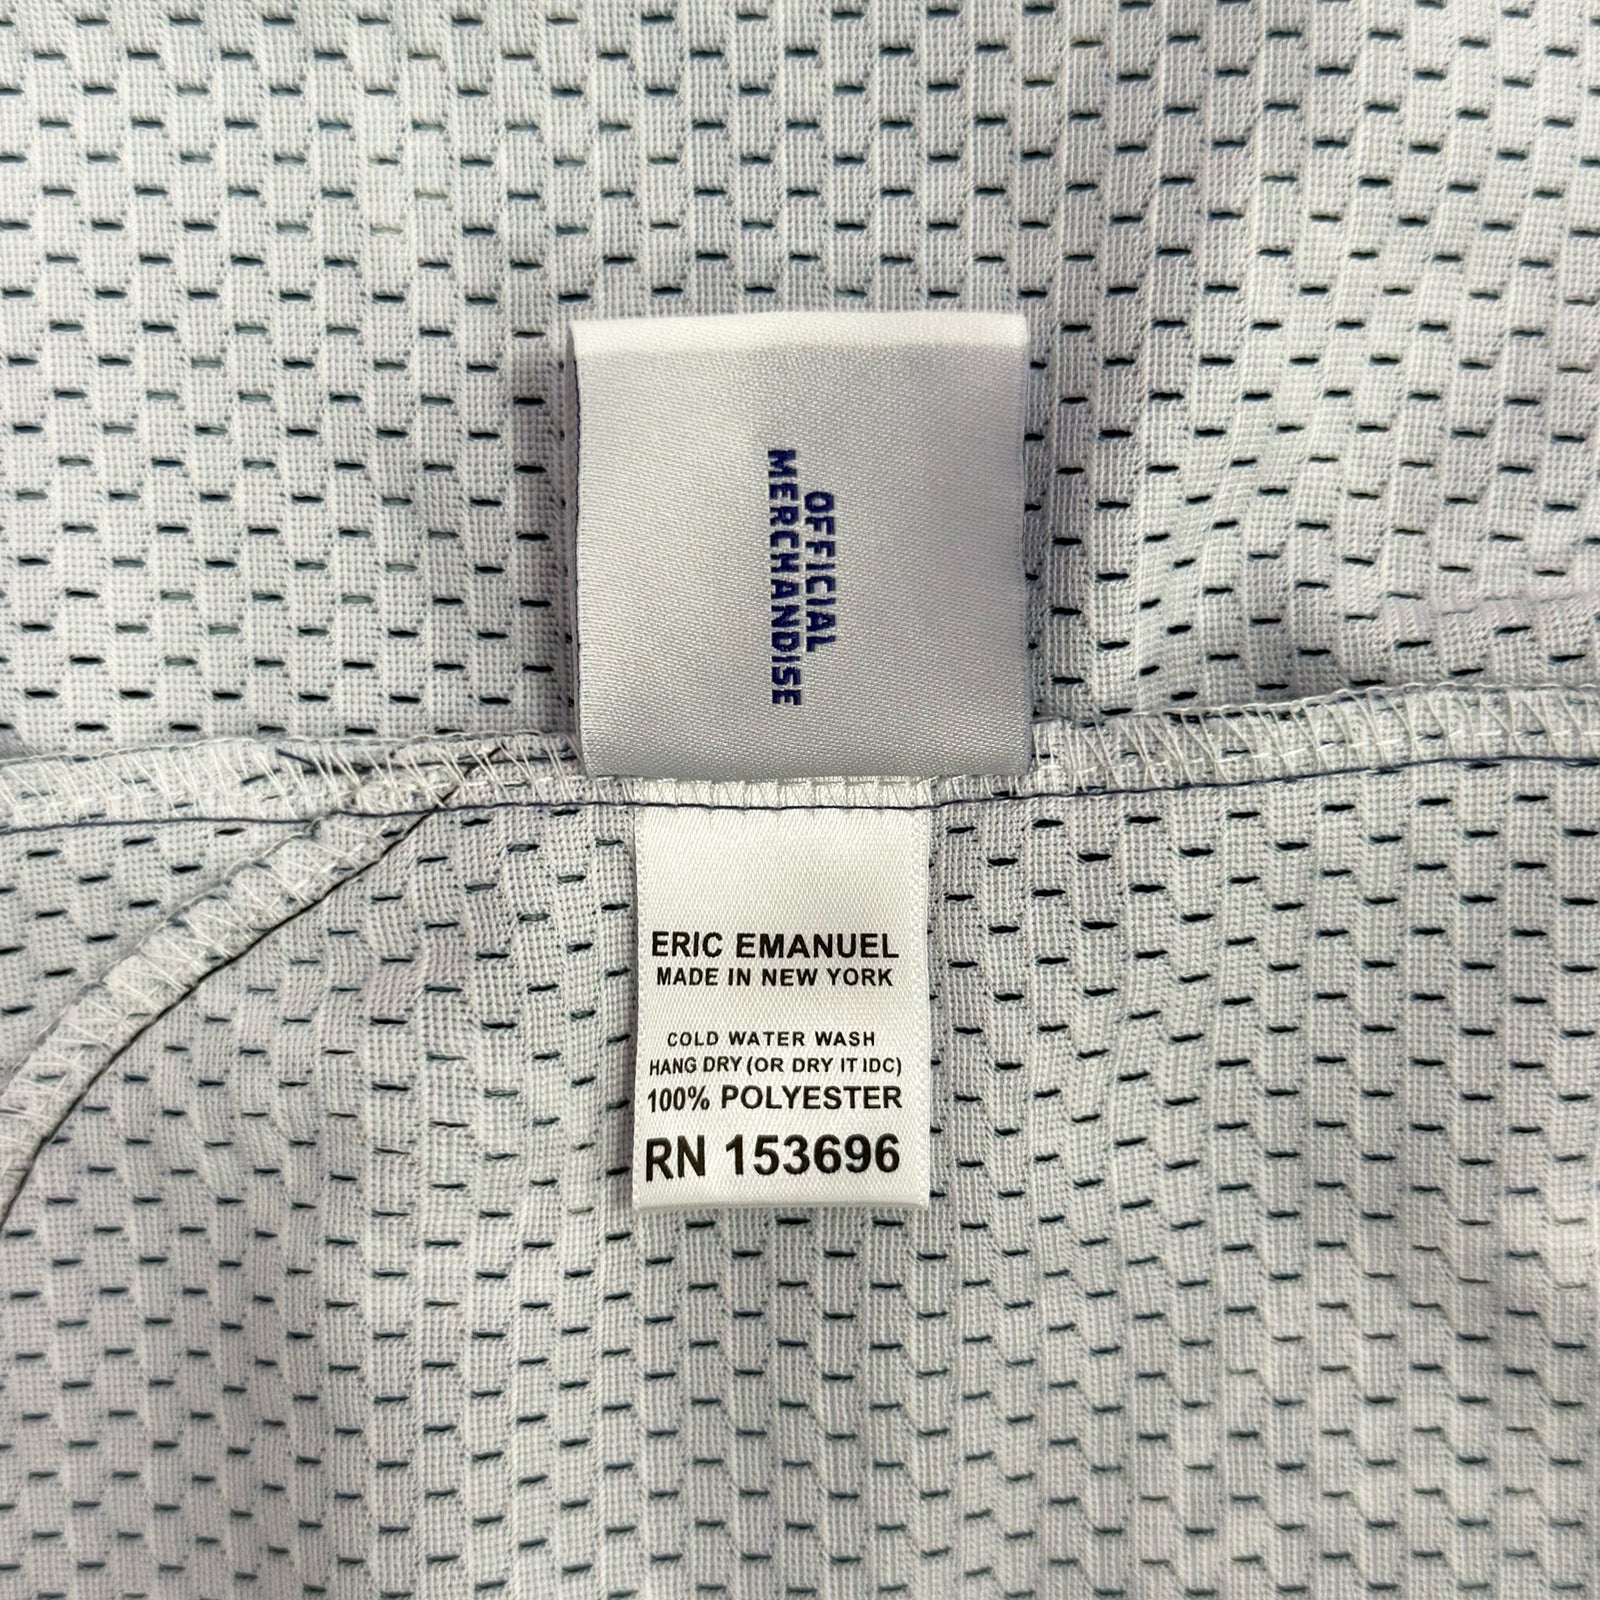 OFFICIAL
MERCHANDISE
ERIC EMANUEL
MADE IN NEW YORK
COLD WATER WASH
HANG DRY (OR DRY IT IDC)
100% POLYESTER
RN 153696